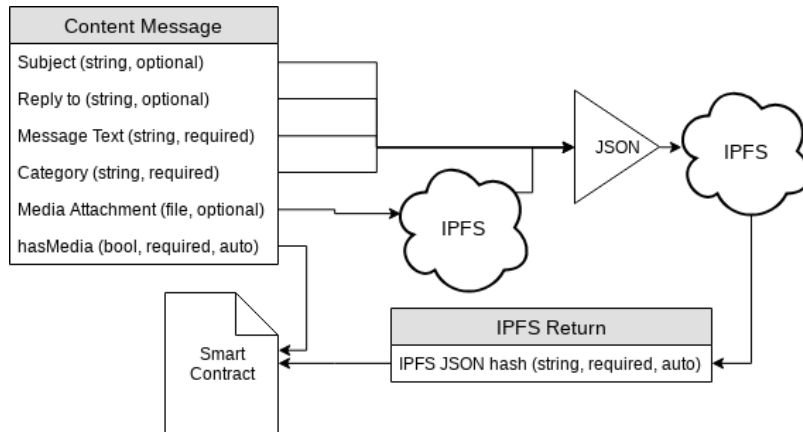 Content Message
Subject (string, optional)
Reply to (string, optional)
Message Text (string, required)
Category (string, required)
Media Attachment (file, optional)
hasMedia (bool, required, auto)
JSON
IPFS
IPFS
IPFS Return
IPFS JSON hash (string, required, auto)
Smart
Contract